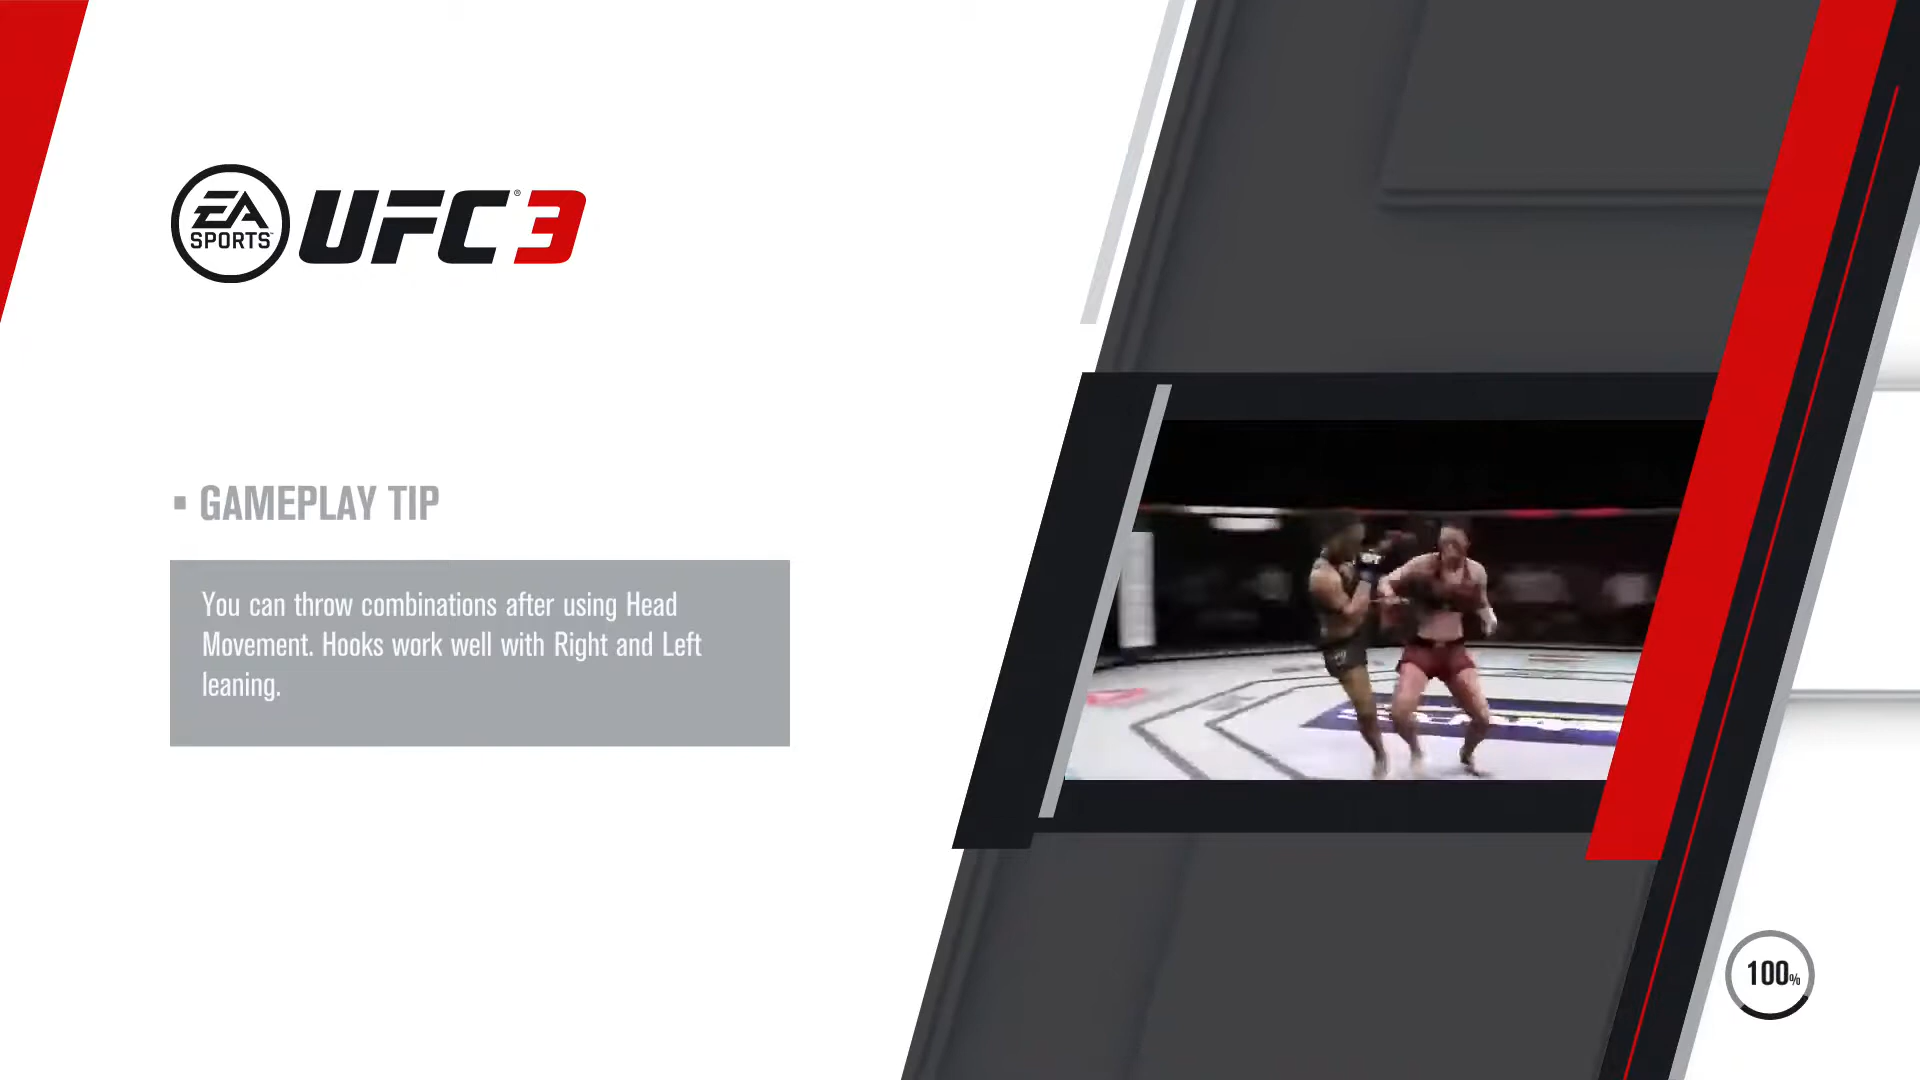 EA
SPORTS™
UFC® 3
GAMEPLAY TIP
You can throw combinations after using Head
Movement. Hooks work well with Right and Left
leaning.
100%